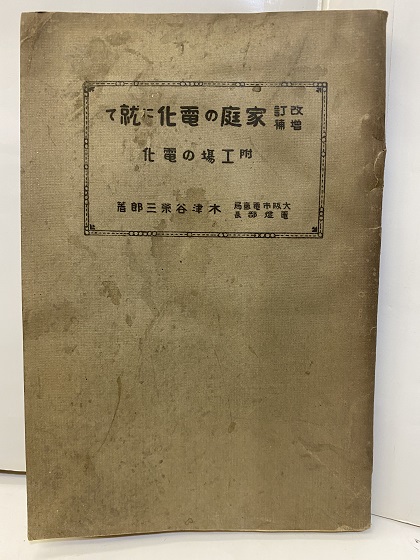 改訂増補 家庭の電化に就て
附 工場の電化
大阪市電気局電燈部長 木津谷栄三郎著